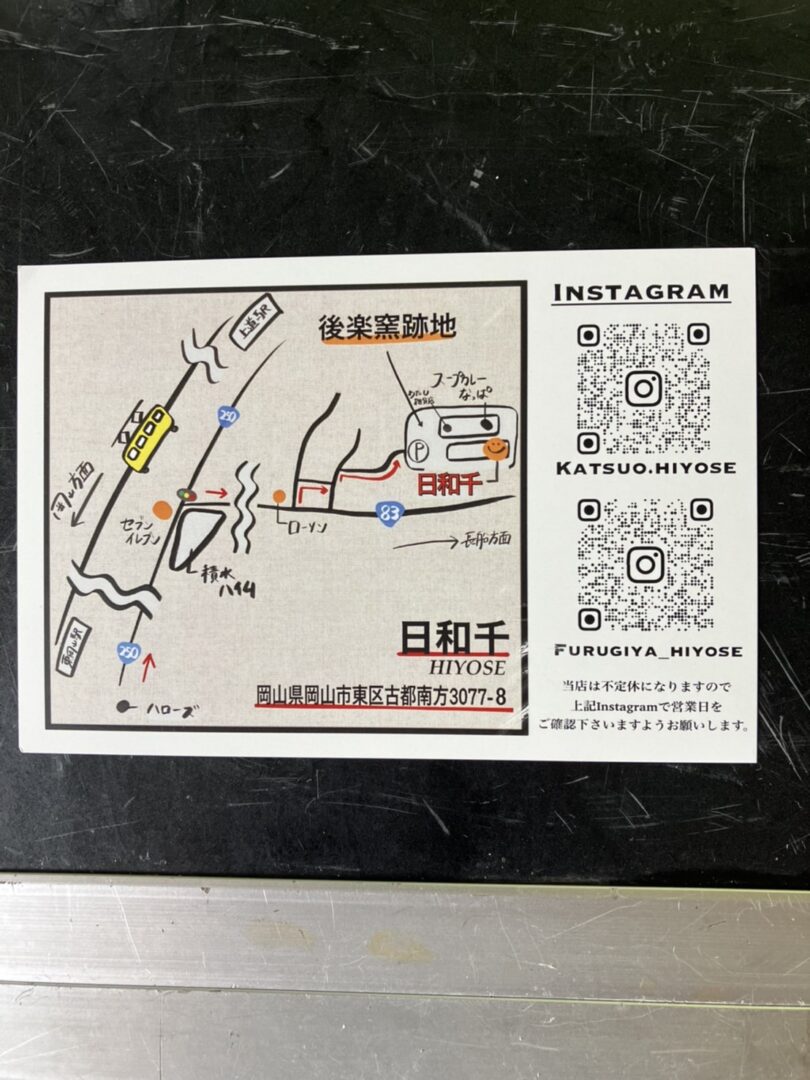 上道駅
後楽窯跡地
スープカレー
なっぱ
250
P
岡山方面
日和千
セブン
イレブン
ローソン
83
長船方面
積水
ハイム
東岡山駅
250
日和千
HIYOSE
岡山県岡山市東区古都南方3077-8
ハローズ
INSTAGRAM
KATSUO.HIYOSE
FURUGIYA_HIYOSE
当店は不定休になりますので
上記Instagramで営業日を
ご確認下さいますようお願いします。